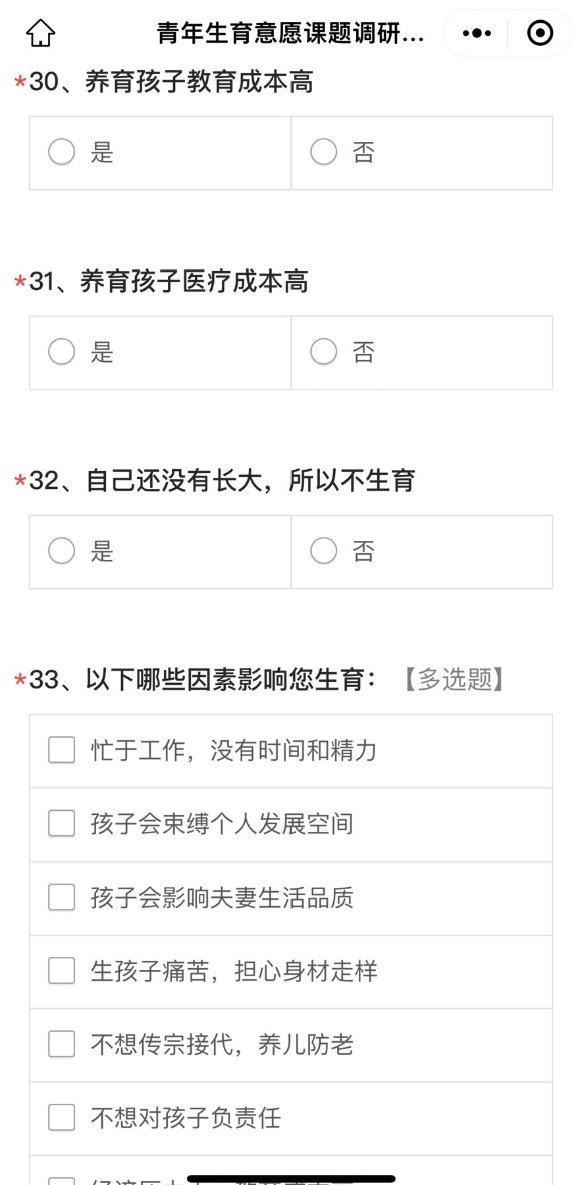 青年生育意愿课题调研...
*30、养育孩子教育成本高
是
否
*31、养育孩子医疗成本高
是
否
*32、自己还没有长大，所以不生育
是
否
*33、以下哪些因素影响您生育：【多选题】
忙于工作，没有时间和精力
孩子会束缚个人发展空间
孩子会影响夫妻生活品质
生孩子痛苦，担心身材走样
不想传宗接代，养儿防老
不想对孩子负责任